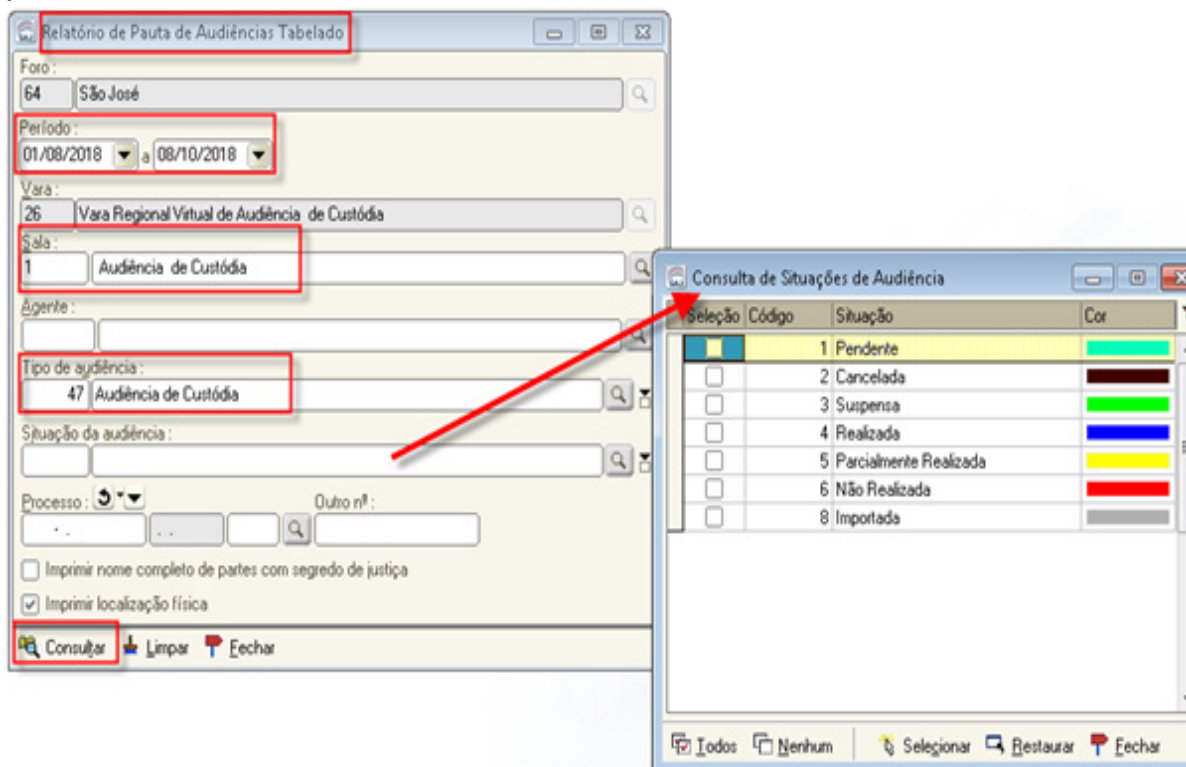 Relatório de Pauta de Audiências Tabelado
Foro :
64 São José
Período :
01/08/2018 a 08/10/2018
Vara :
26 Vara Regional Virtual de Audiência de Custódia
Sala :
1 Audiência de Custódia
Agente :
Tipo de audiência :
47 Audiência de Custódia
Situação da audiência :
Processo : Outro nº :
Imprimir nome completo de partes com segredo de justiça
Imprimir localização física
Consultar Limpar Fechar
Consulta de Situações de Audiência
Seleção Código Situação Cor
1 Pendente
2 Cancelada
3 Suspensa
4 Realizada
5 Parcialmente Realizada
6 Não Realizada
8 Importada
Todos Nenhum Selecionar Restaurar Fechar